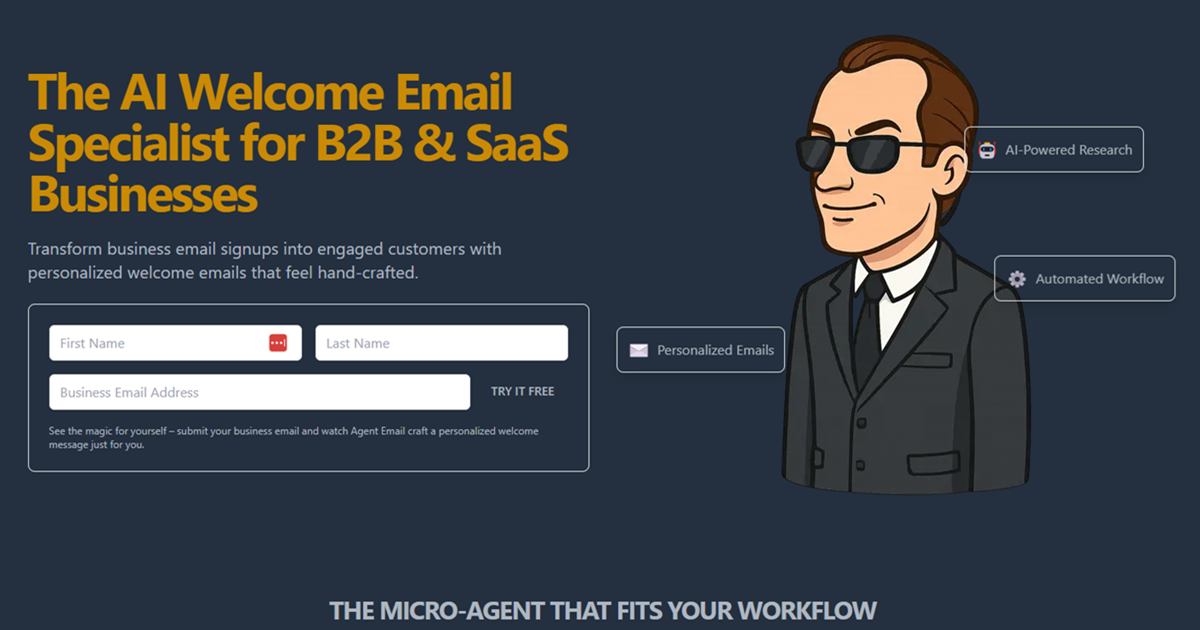 The AI Welcome Email
Specialist for B2B & SaaS
Businesses
Transform business email signups into engaged customers with
personalized welcome emails that feel hand-crafted.
First Name
Last Name
Business Email Address
TRY IT FREE
See the magic for yourself – submit your business email and watch Agent Email craft a personalized welcome
message just for you.
AI-Powered Research
Automated Workflow
Personalized Emails
THE MICRO-AGENT THAT FITS YOUR WORKFLOW